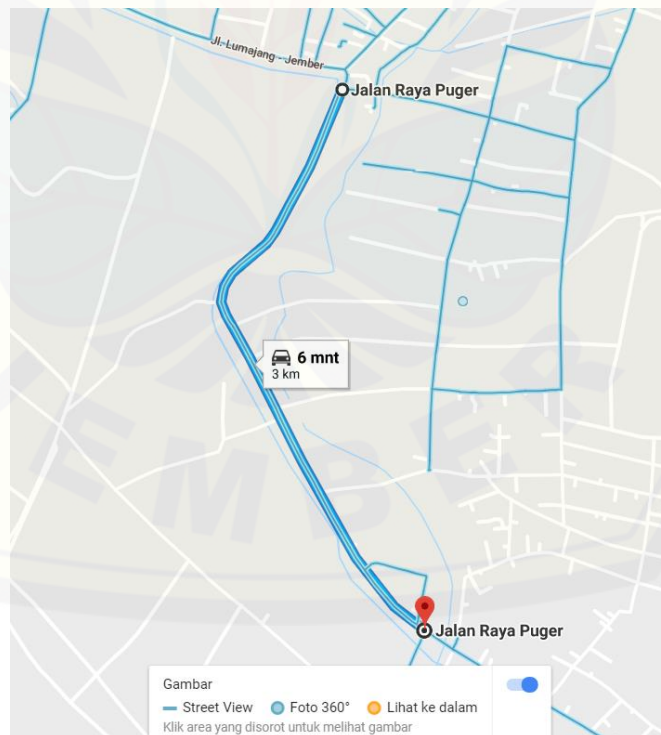 Jl. Lumajang - Jember
Jalan Raya Puger
6 mnt
3 km
JEMBER
Jalan Raya Puger
Gambar
Street View Foto 360° Lihat ke dalam
Klik area yang disorot untuk melihat gambar